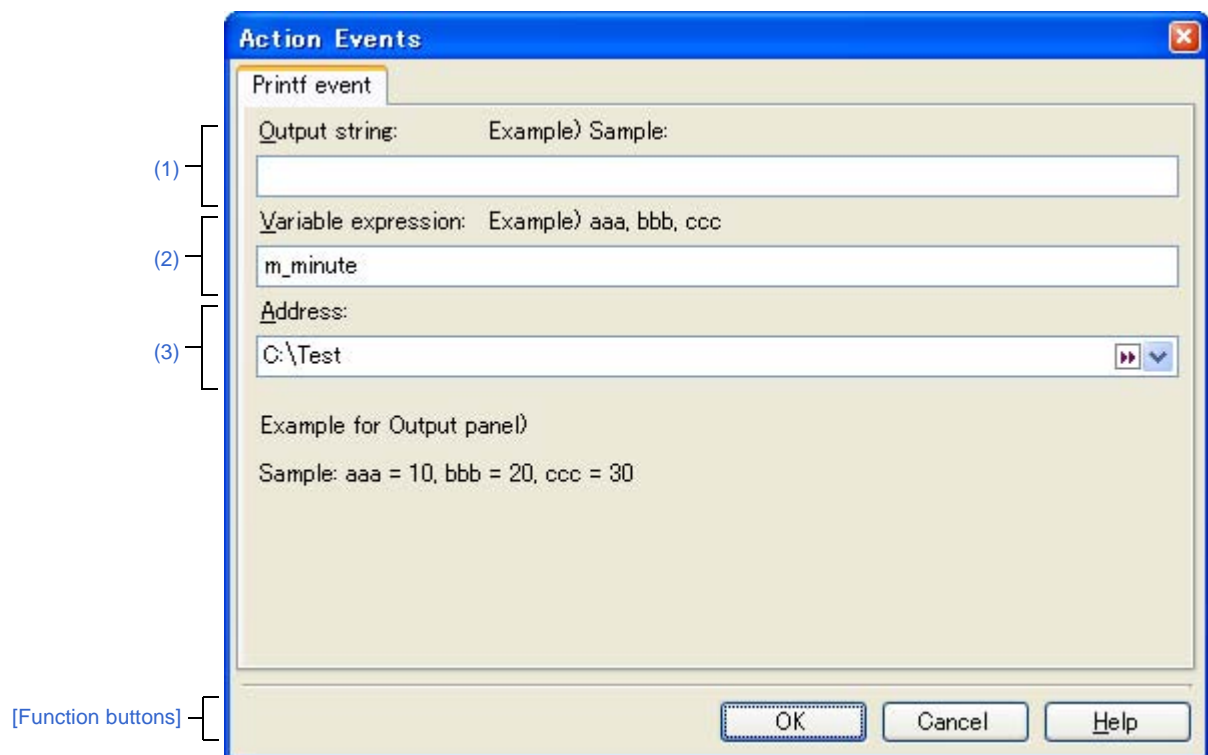 Action Events
Printf event
Output string: Example) Sample:
(1)
Variable expression: Example) aaa, bbb, ccc
(2)
m_minute
Address:
(3)
C:\Test
Example for Output panel)
Sample: aaa = 10, bbb = 20, ccc = 30
[Function buttons]
OK Cancel Help